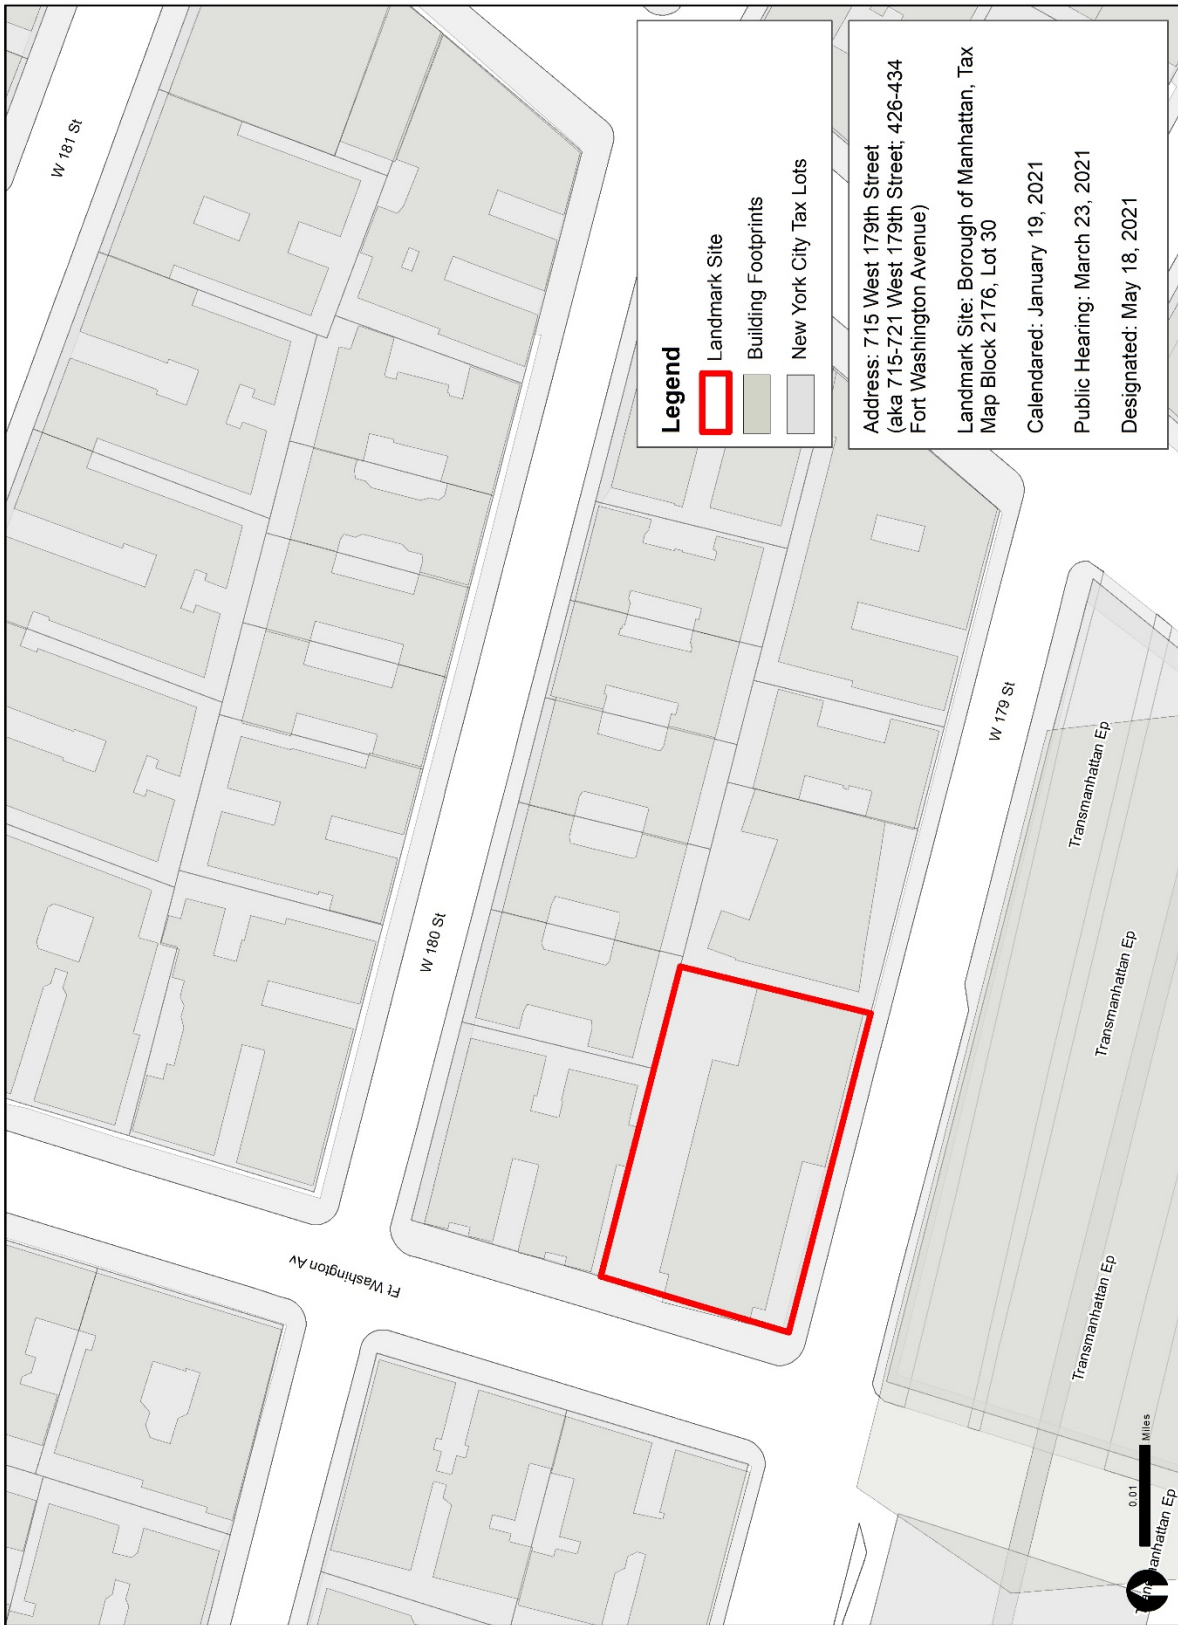 W 181 St
W 180 St
Ft Washington Av
W 179 St
Transmanhattan Ep
Transmanhattan Ep
Transmanhattan Ep
Transmanhattan Ep
0.01
Miles
Legend
Landmark Site
Building Footprints
New York City Tax Lots
Address: 715 West 179th Street
(aka 715-721 West 179th Street; 426-434
Fort Washington Avenue)
Landmark Site: Borough of Manhattan, Tax
Map Block 2176, Lot 30
Calendared: January 19, 2021
Public Hearing: March 23, 2021
Designated: May 18, 2021